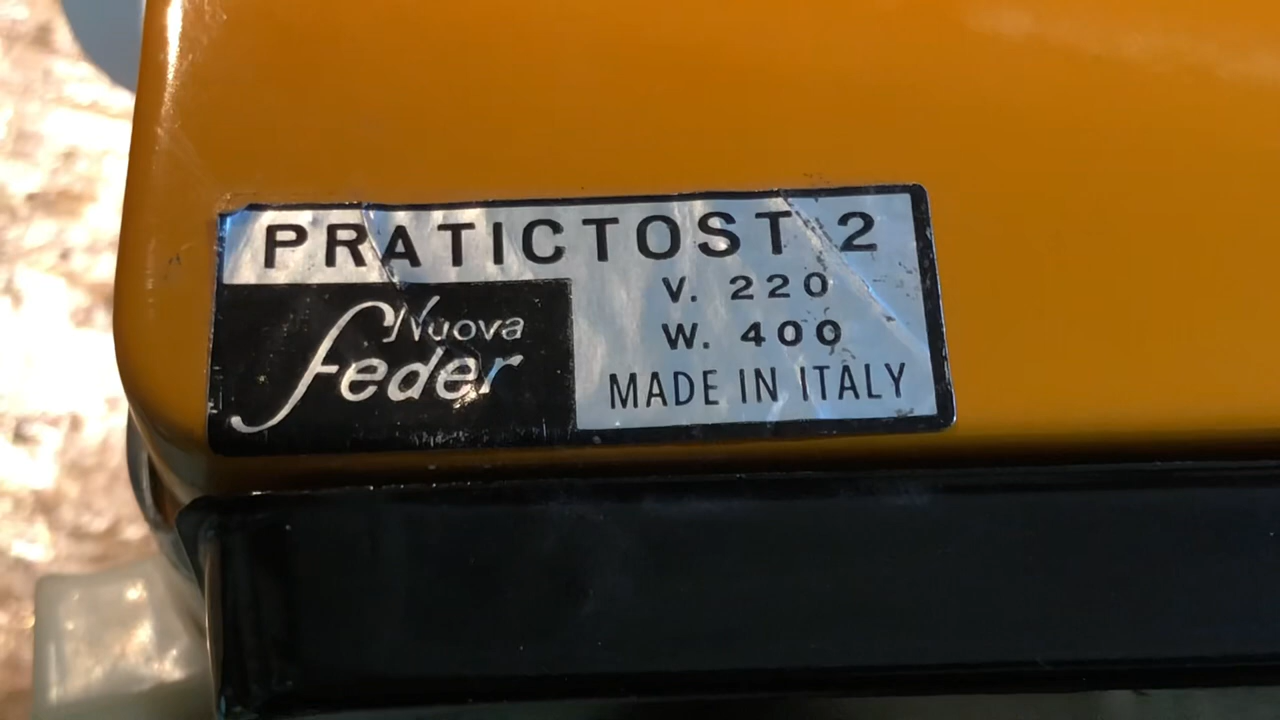 PRATICTOST 2
Nuova
feder
V. 220
W. 400
MADE IN ITALY